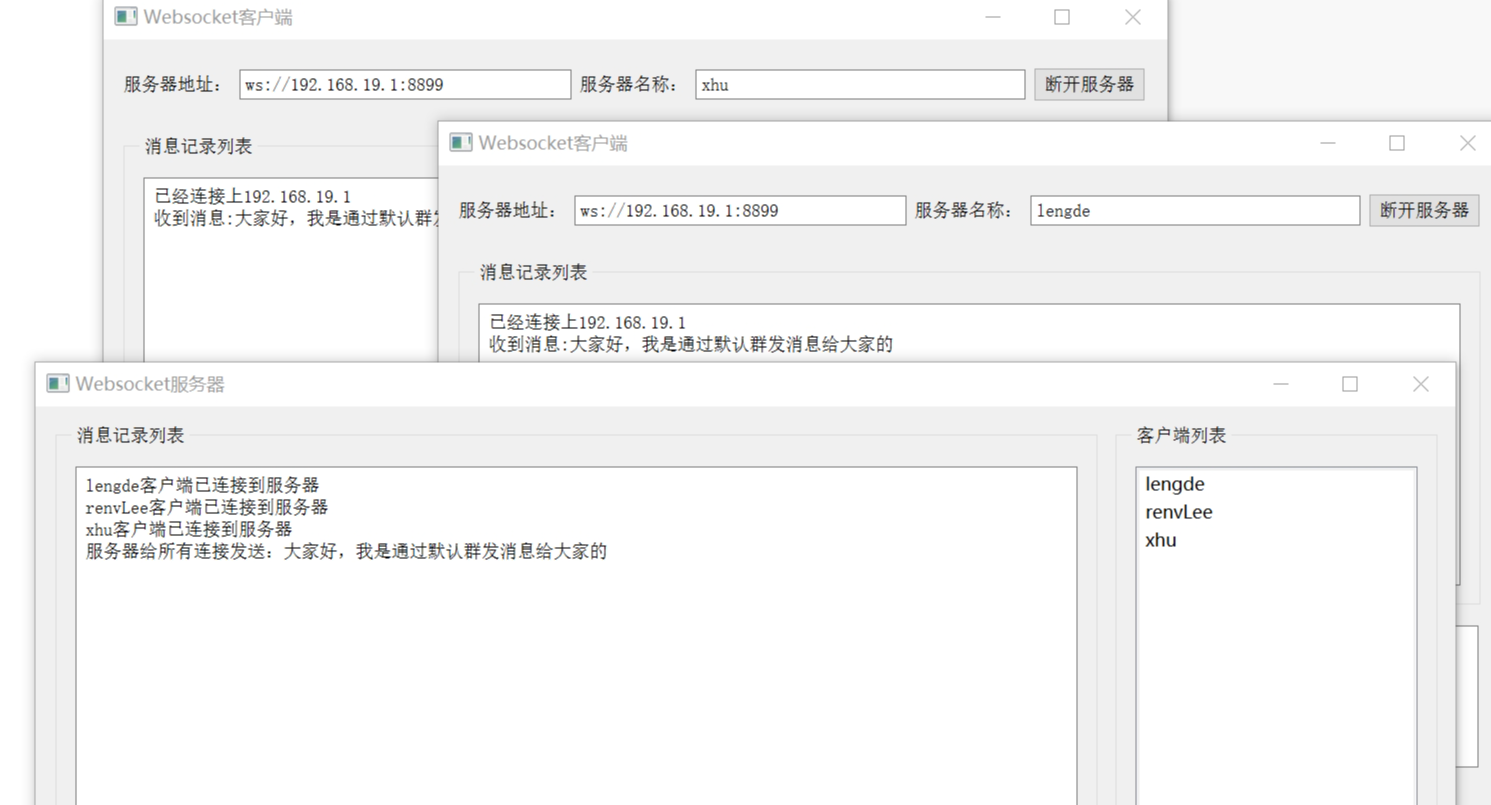 Websocket客户端
服务器地址： ws://192.168.19.1:8899 服务器名称： xhu 断开服务器
消息记录列表
已经连接上192.168.19.1
收到消息:大家好，我是通过默认群
Websocket客户端
服务器地址： ws://192.168.19.1:8899 服务器名称： lengde 断开服务器
消息记录列表
已经连接上192.168.19.1
收到消息:大家好，我是通过默认群发消息给大家的
Websocket服务器
消息记录列表
lengde客户端已连接到服务器
renvLee客户端已连接到服务器
xhu客户端已连接到服务器
服务器给所有连接发送：大家好，我是通过默认群发消息给大家的
客户端列表
lengde
renvLee
xhu